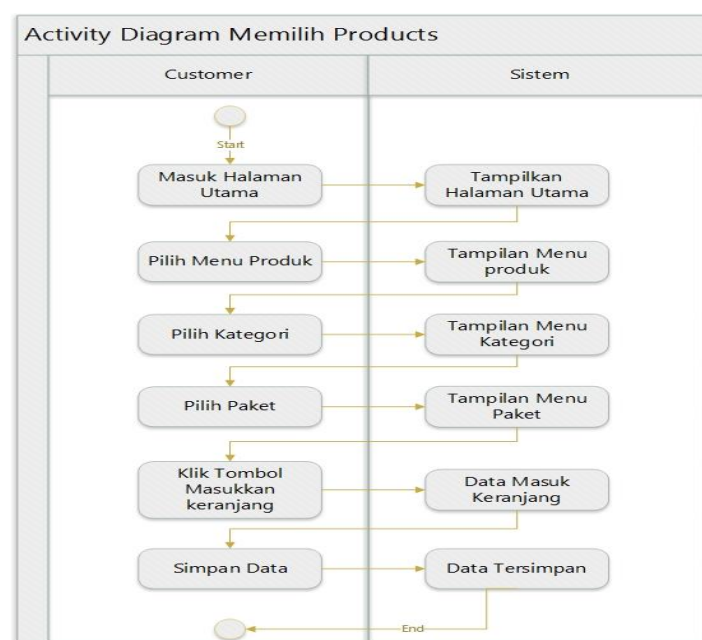 Activity Diagram Memilih Products
Customer
Sistem
Start
Masuk Halaman
Utama
Tampilkan
Halaman Utama
Pilih Menu Produk
Tampilan Menu
produk
Pilih Kategori
Tampilan Menu
Kategori
Pilih Paket
Tampilan Menu
Paket
Klik Tombol
Masukkan
keranjang
Data Masuk
Keranjang
Simpan Data
Data Tersimpan
End